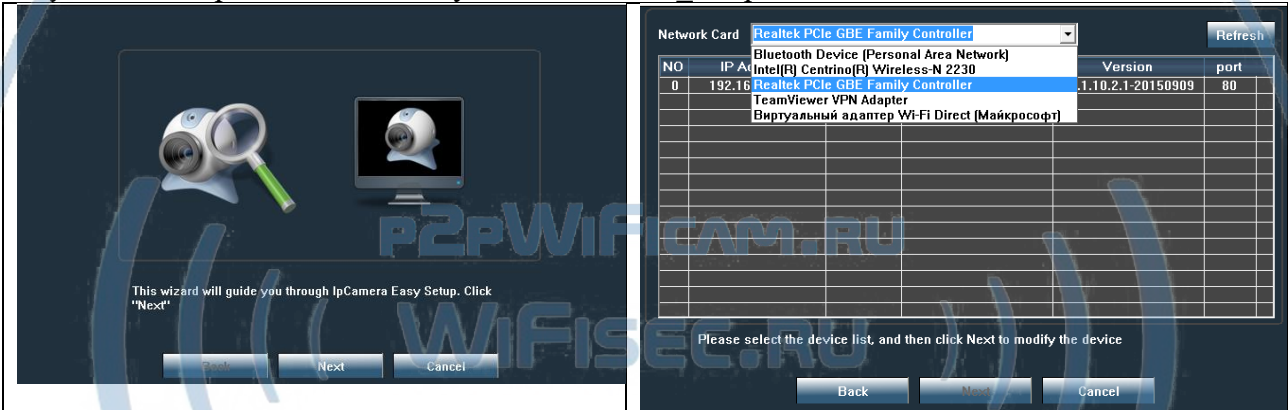 This wizard will guide you through IpCamera Easy Setup. Click
"Next"
Back Next Cancel
Network Card Realtek PCIe GBE Family Controller Refresh
Bluetooth Device (Personal Area Network)
Intel(R) Centrino(R) Wireless-N 2230
Realtek PCIe GBE Family Controller
TeamViewer VPN Adapter
Виртуальный адаптер Wi-Fi Direct (Майкрософт)
NO IP Version port
0 192.16 .1.10.2.1-20150909 80
Please select the device list, and then click Next to modify the device
Back Next Cancel
P2PWIFICAM.RU
WIFISEC.RU